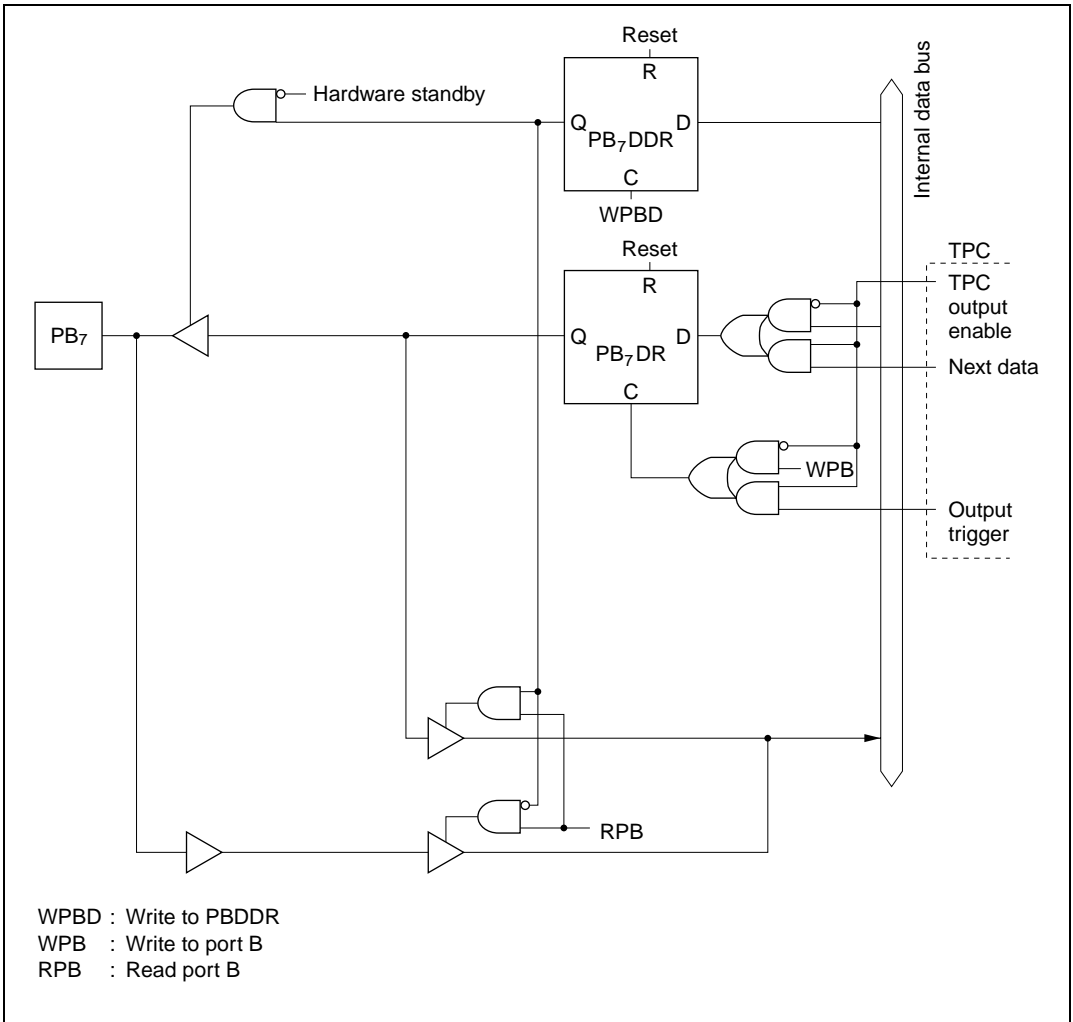 Reset
R
Hardware standby
Q
D
PB7DDR
C
WPBD
Internal data bus
Reset
R
TPC
TPC
output
enable
PB7
Q
D
PB7DR
C
Next data
WPB
Output
trigger
RPB
WPBD : Write to PBDDR
WPB : Write to port B
RPB : Read port B